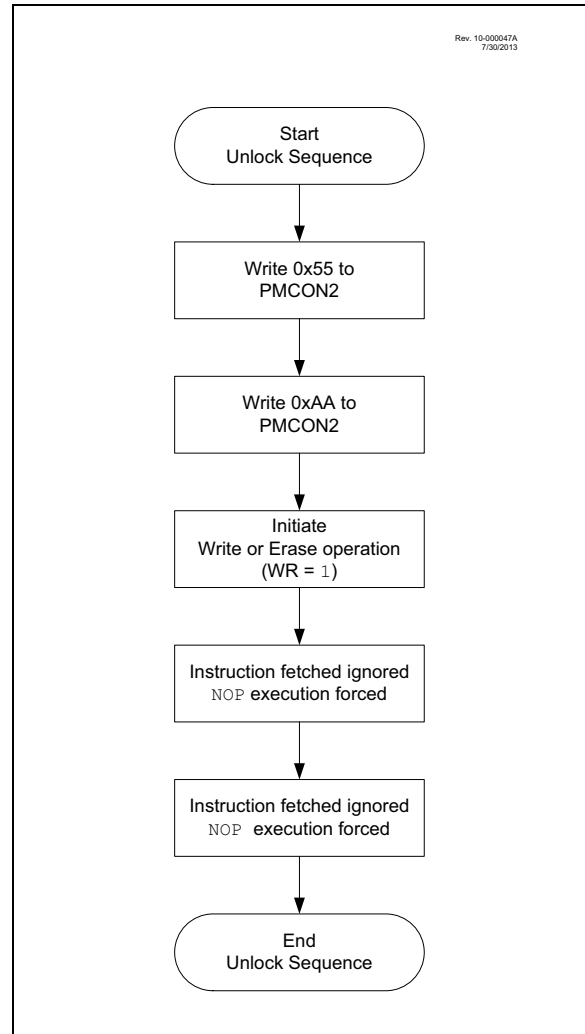 Rev. 10-000047A
7/30/2013
Start
Unlock Sequence
Write 0x55 to
PMCON2
Write 0xAA to
PMCON2
Initiate
Write or Erase operation
(WR = 1)
Instruction fetched ignored
NOP execution forced
Instruction fetched ignored
NOP execution forced
End
Unlock Sequence